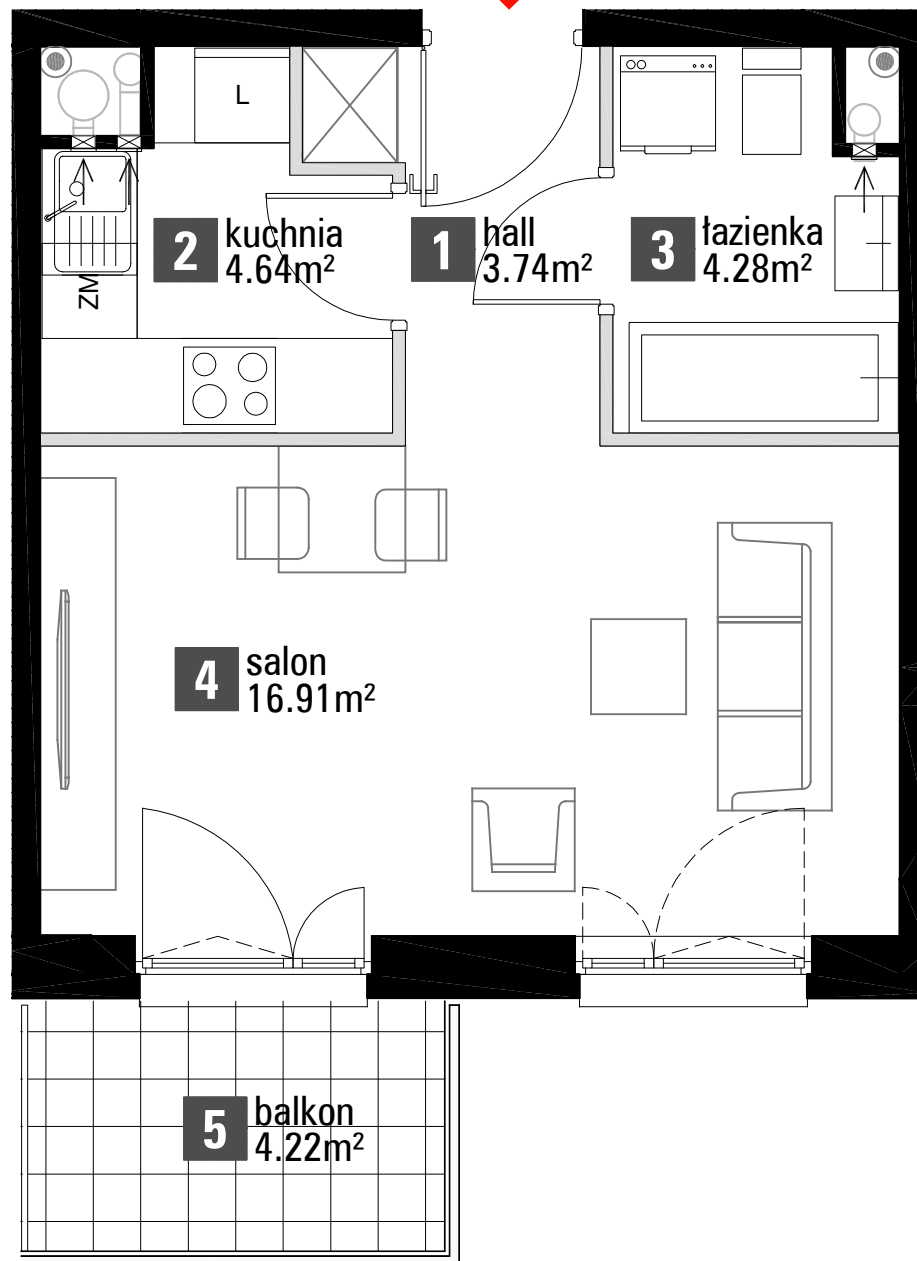 L
2 kuchnia
4.64m²
1 hall
3.74m²
3 łazienka
4.28m²
ZM
4 salon
16.91m²
5 balkon
4.22m²